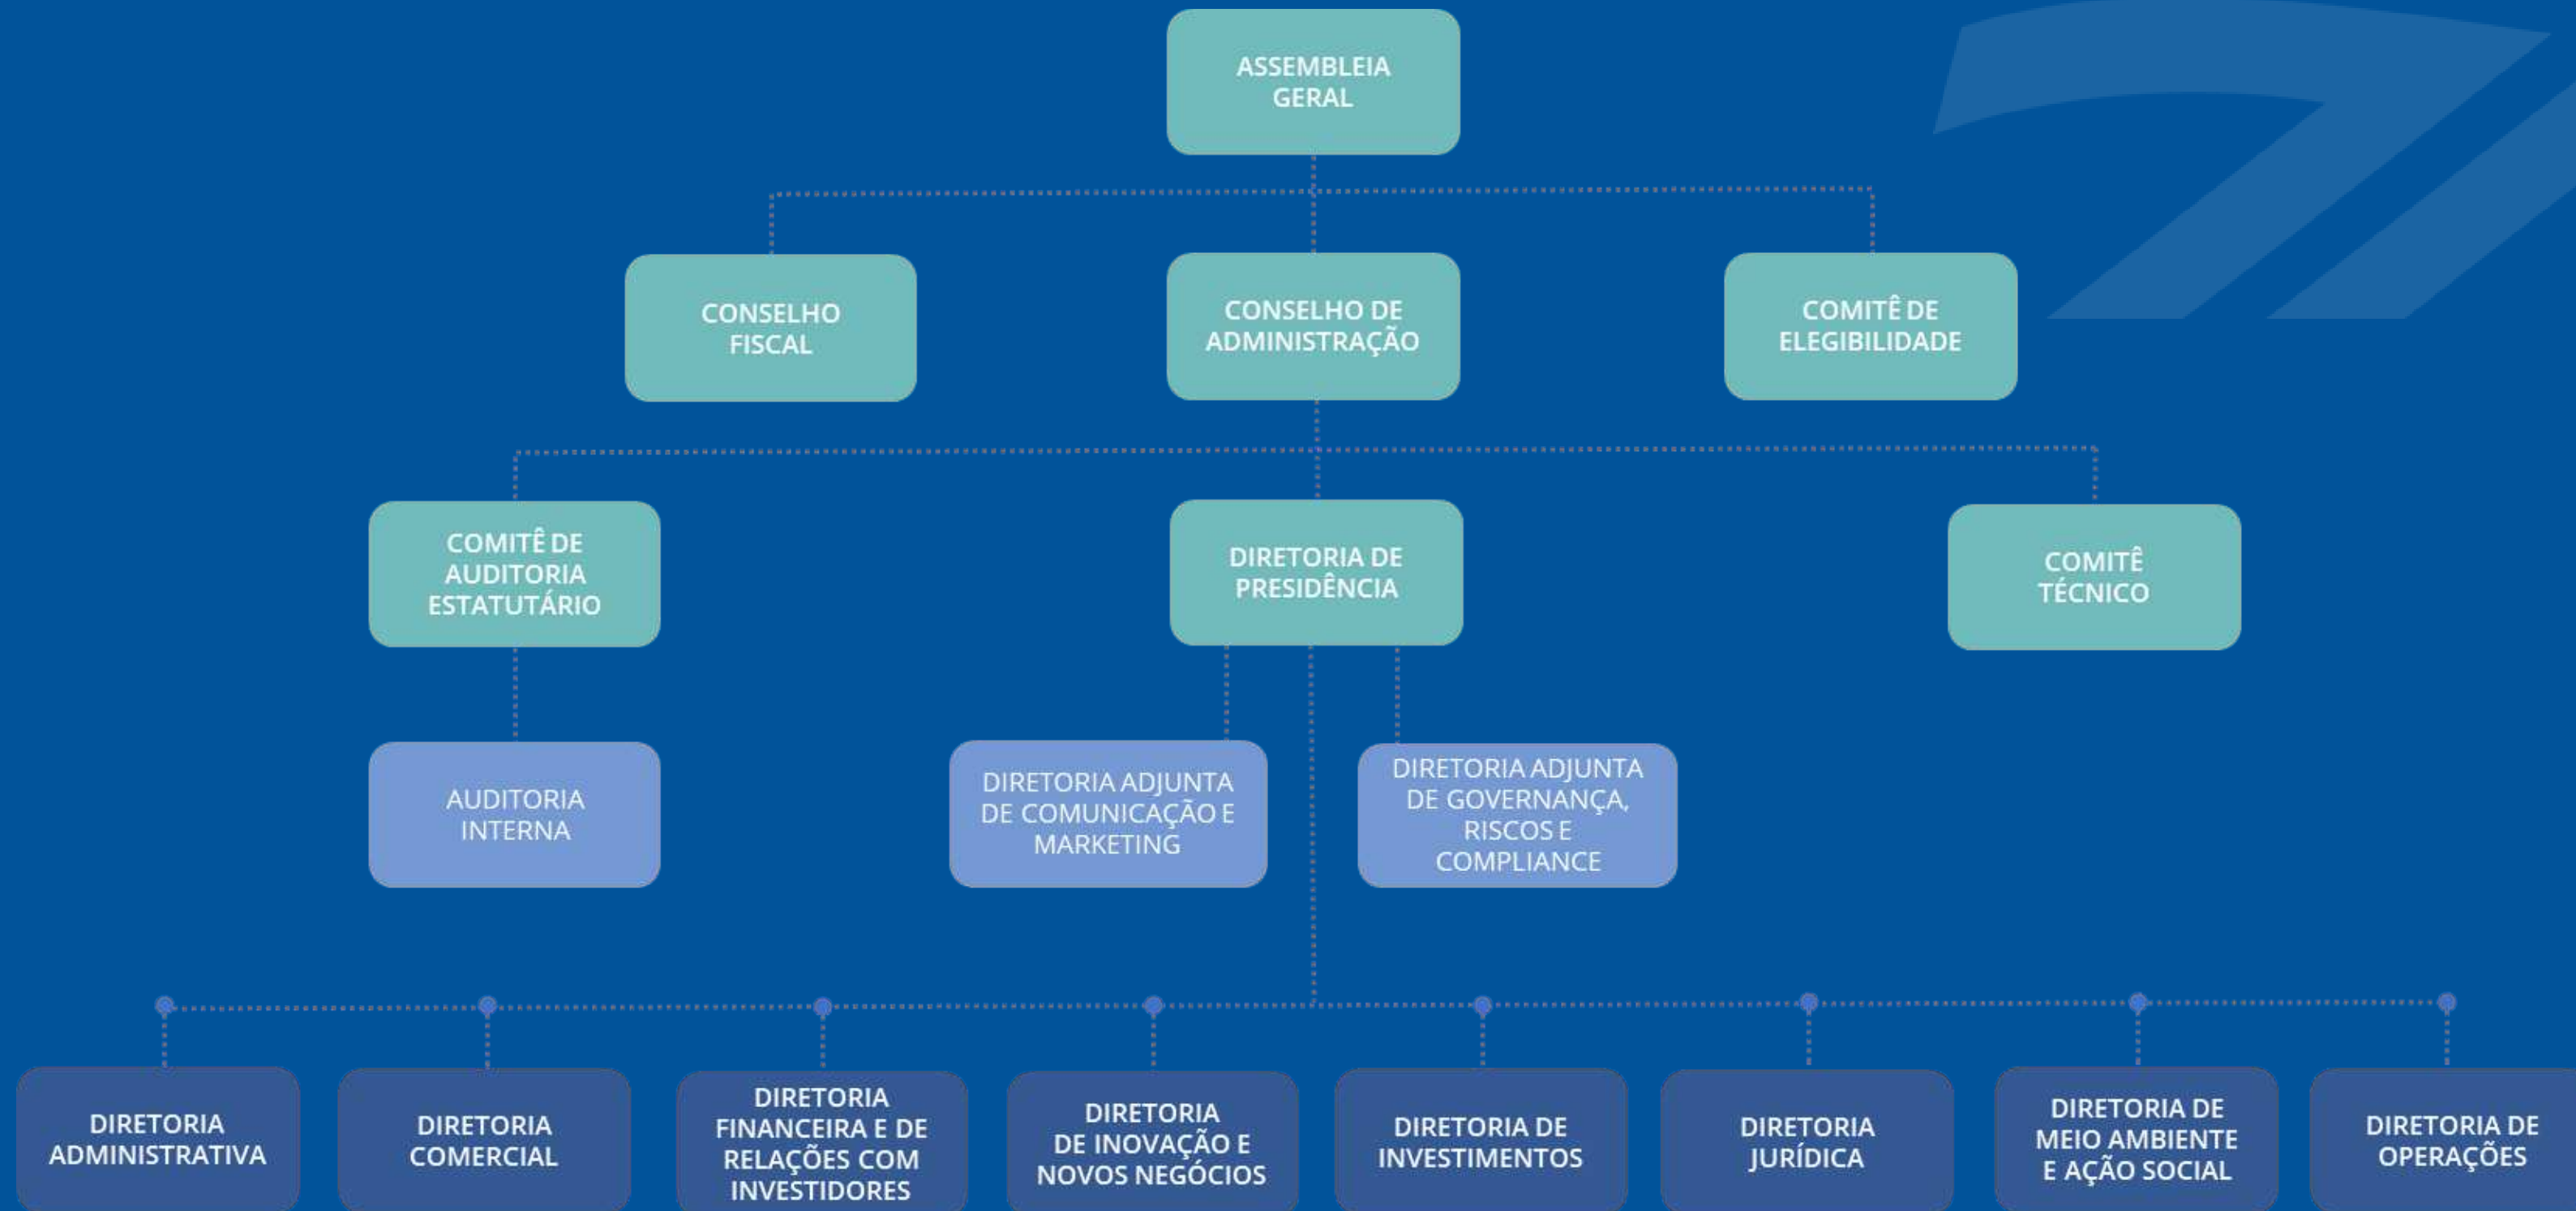 ASSEMBLEIA
GERAL
CONSELHO
FISCAL
CONSELHO DE
ADMINISTRAÇÃO
COMITÊ DE
ELEGIBILIDADE
COMITÊ DE
AUDITORIA
ESTATUTÁRIO
DIRETORIA DE
PRESIDÊNCIA
COMITÊ
TÉCNICO
AUDITORIA
INTERNA
DIRETORIA ADJUNTA
DE COMUNICAÇÃO E
MARKETING
DIRETORIA ADJUNTA
DE GOVERNANÇA,
RISCOS E
COMPLIANCE
DIRETORIA
ADMINISTRATIVA
DIRETORIA
COMERCIAL
DIRETORIA
FINANCEIRA E DE
RELAÇÕES COM
INVESTIDORES
DIRETORIA
DE INOVAÇÃO E
NOVOS NEGÓCIOS
DIRETORIA DE
INVESTIMENTOS
DIRETORIA
JURÍDICA
DIRETORIA DE
MEIO AMBIENTE
E AÇÃO SOCIAL
DIRETORIA DE
OPERAÇÕES